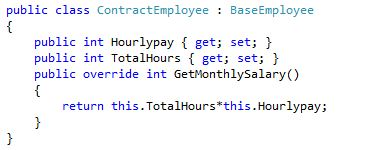 public class ContractEmployee : BaseEmployee
{
    public int Hourlypay { get; set; }
    public int TotalHours { get; set; }
    public override int GetMonthlySalary()
    {
        return this.TotalHours*this.Hourlypay;
    }
}